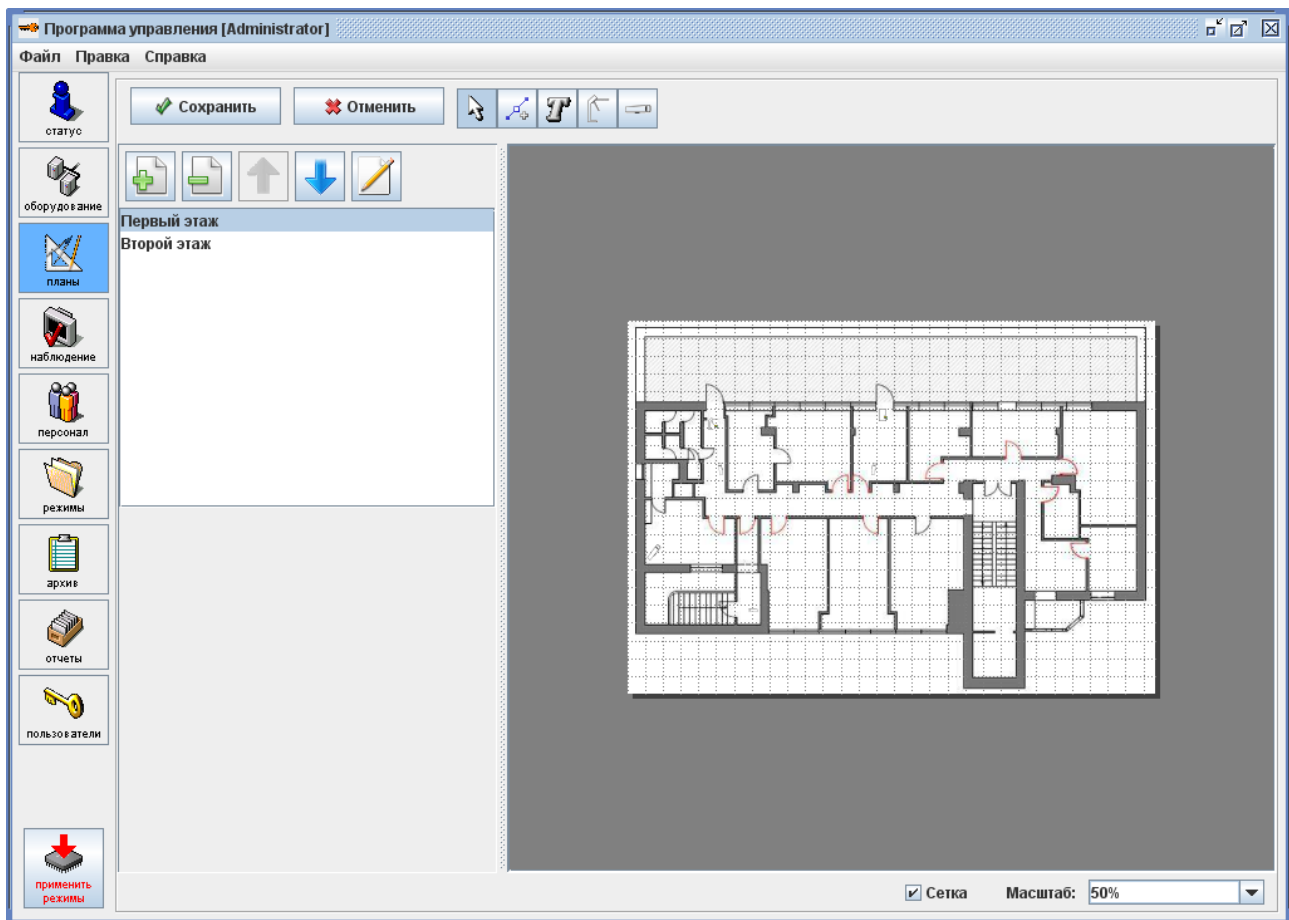 Программа управления [Administrator]
Файл Правка Справка
статус
оборудование
планы
наблюдение
персонал
режимы
архив
отчеты
пользователи
применить
режимы
Сохранить Отменить
Первый этаж
Второй этаж
Сетка Масштаб: 50%